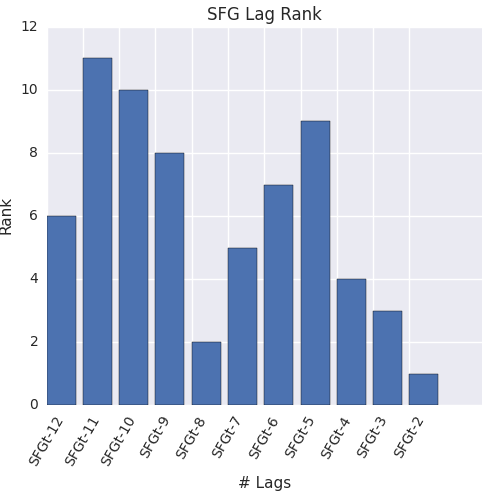 SFG Lag Rank
12
10
8
6
4
2
0
Rank
SFGt-12
SFGt-11
SFGt-10
SFGt-9
SFGt-8
SFGt-7
SFGt-6
SFGt-5
SFGt-4
SFGt-3
SFGt-2
# Lags